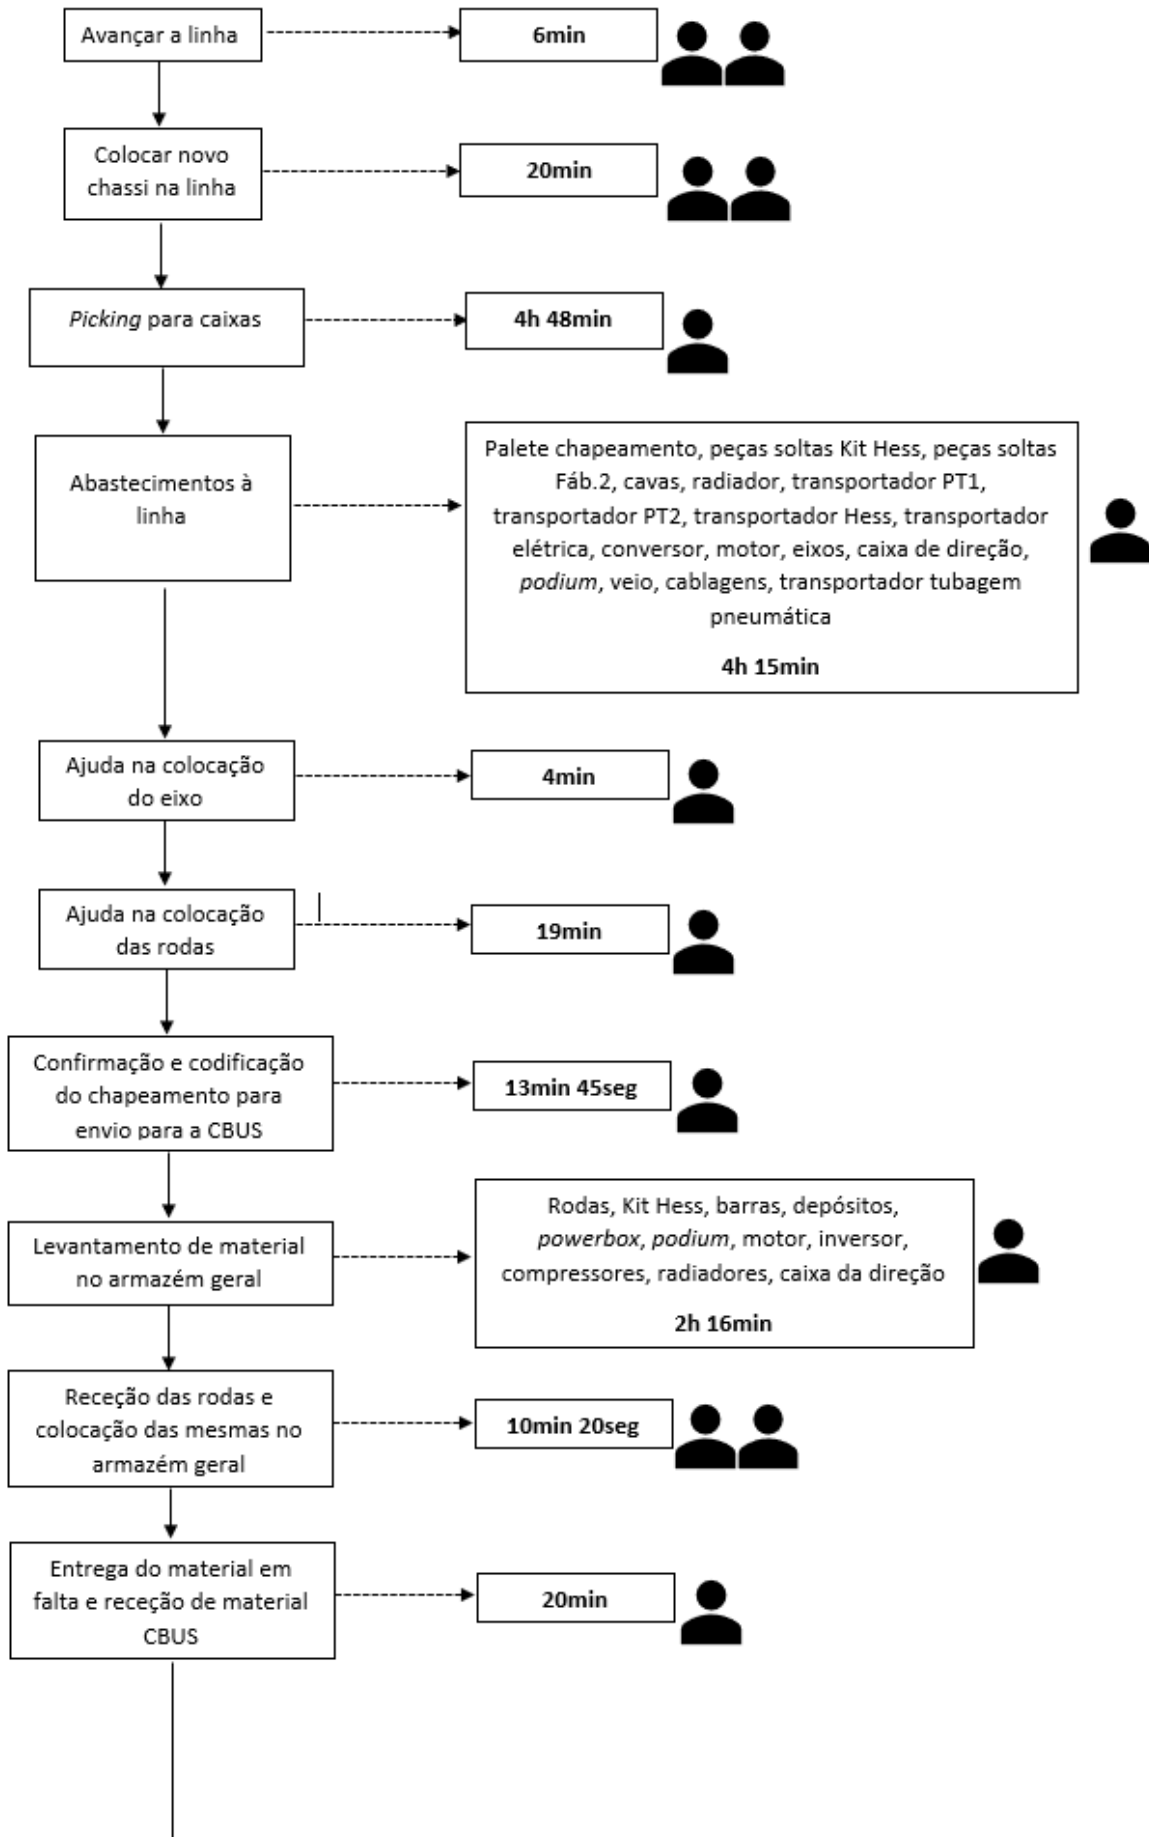 Avançar a linha
6min
Colocar novo
chassi na linha
20min
Picking para caixas
4h 48min
Abastecimentos à
linha
Palete chapeamento, peças soltas Kit Hess, peças soltas
Fáb.2, cavas, radiador, transportador PT1,
transportador PT2, transportador Hess, transportador
elétrica, conversor, motor, eixos, caixa de direção,
podium, veio, cablagens, transportador tubagem
pneumática
4h 15min
Ajuda na colocação
do eixo
4min
Ajuda na colocação
das rodas
19min
Confirmação e codificação
do chapeamento para
envio para a CBUS
13min 45seg
Levantamento de material
no armazém geral
Rodas, Kit Hess, barras, depósitos,
powerbox, podium, motor, inversor,
compressores, radiadores, caixa da direção
2h 16min
Receção das rodas e
colocação das mesmas no
armazém geral
10min 20seg
Entrega do material em
falta e receção de material
CBUS
20min